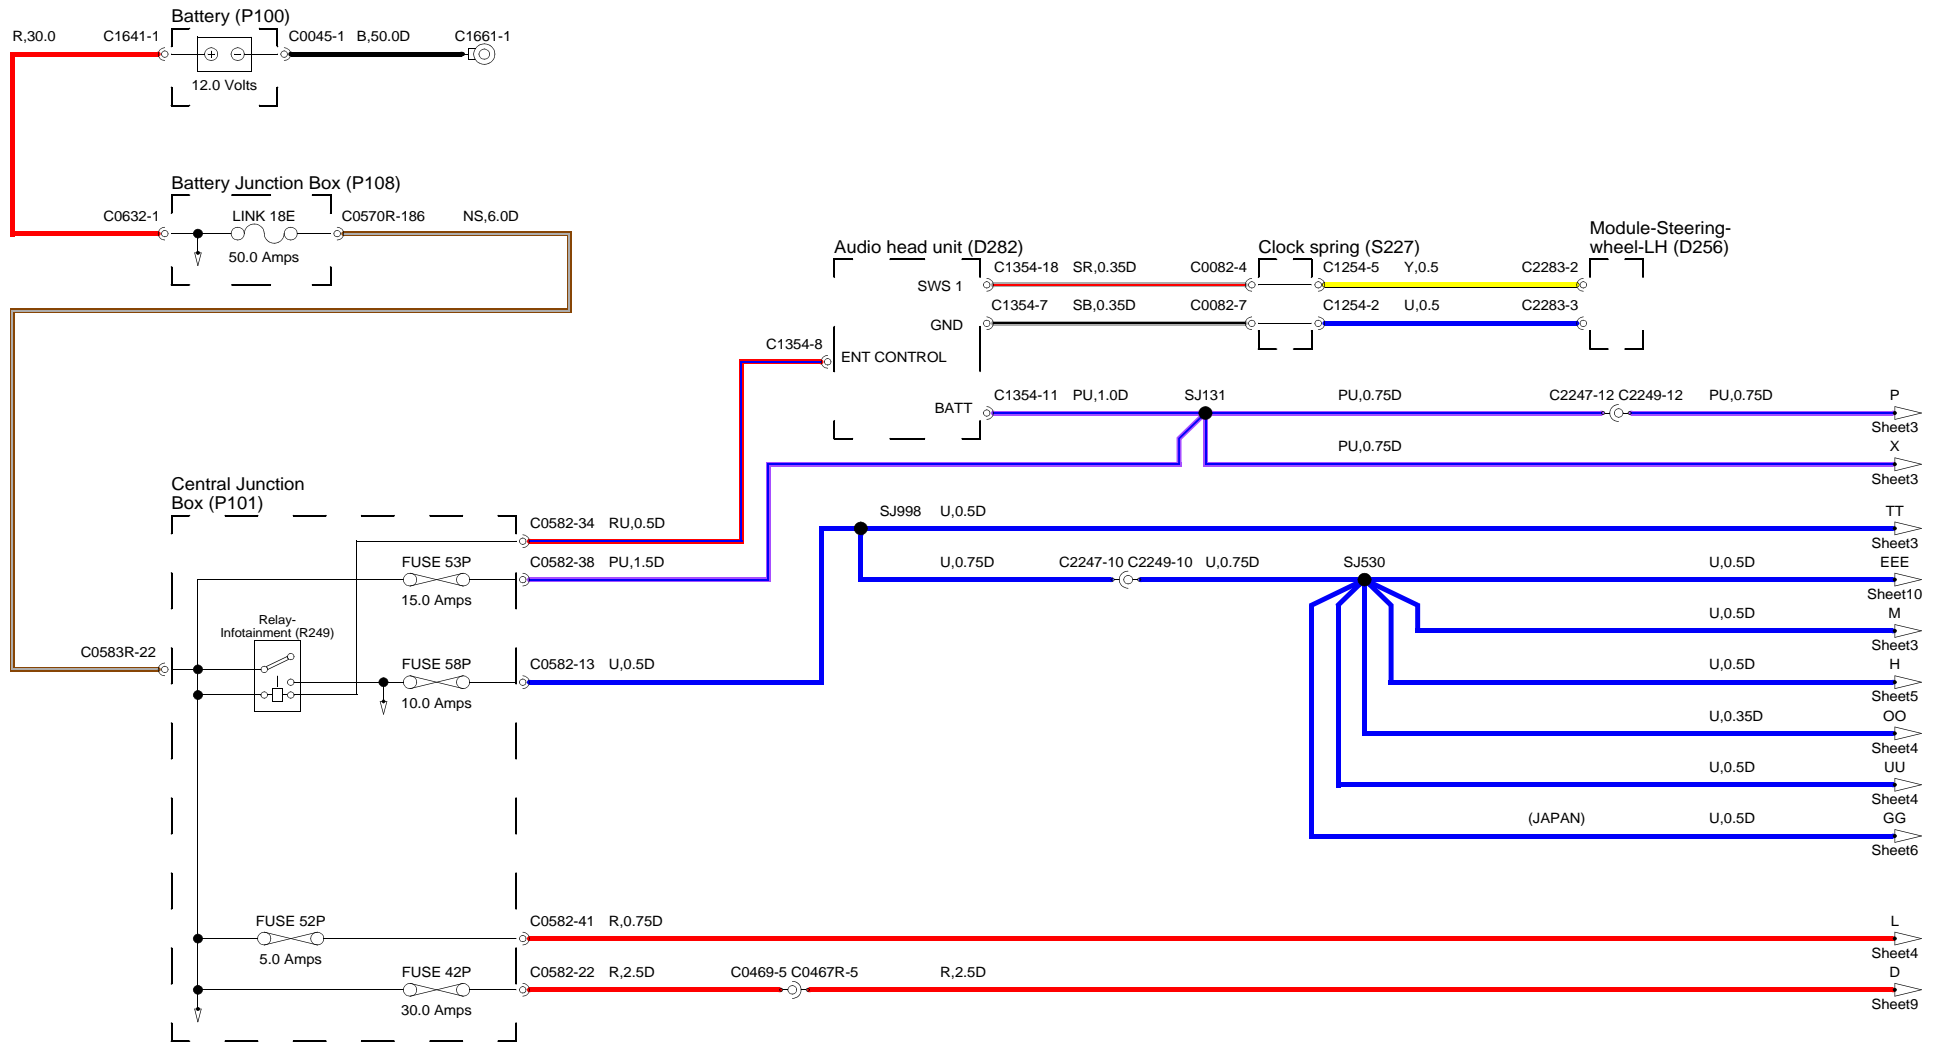 Battery (P100)
R,30.0
C1641-1
C0045-1
B,50.0D
C1661-1
12.0 Volts
Battery Junction Box (P108)
C0632-1
LINK 18E
C0570R-186
NS,6.0D
50.0 Amps
Audio head unit (D282)
Clock spring (S227)
Module-Steering-
wheel-LH (D256)
C1354-18
SR,0.35D
C0082-4
C1254-5
Y,0.5
C2283-2
SWS 1
C1354-7
SB,0.35D
C0082-7
C1254-2
U,0.5
C2283-3
GND
C1354-8
ENT CONTROL
C1354-11
PU,1.0D
SJ131
PU,0.75D
C2247-12
C2249-12
PU,0.75D
P
BATT
Sheet3
PU,0.75D
X
Sheet3
Central Junction
Box (P101)
C0582-34
RU,0.5D
SJ998
U,0.5D
TT
Sheet3
FUSE 53P
C0582-38
PU,1.5D
U,0.75D
C2247-10
C2249-10
U,0.75D
SJ530
U,0.5D
EEE
Sheet10
15.0 Amps
Relay-
Infotainment (R249)
U,0.5D
M
Sheet3
C0583R-22
FUSE 58P
C0582-13
U,0.5D
U,0.5D
H
Sheet5
10.0 Amps
U,0.35D
OO
Sheet4
U,0.5D
UU
Sheet4
(JAPAN)
U,0.5D
GG
Sheet6
FUSE 52P
C0582-41
R,0.75D
L
Sheet4
5.0 Amps
FUSE 42P
C0582-22
R,2.5D
C0469-5
C0467R-5
R,2.5D
D
Sheet9
30.0 Amps